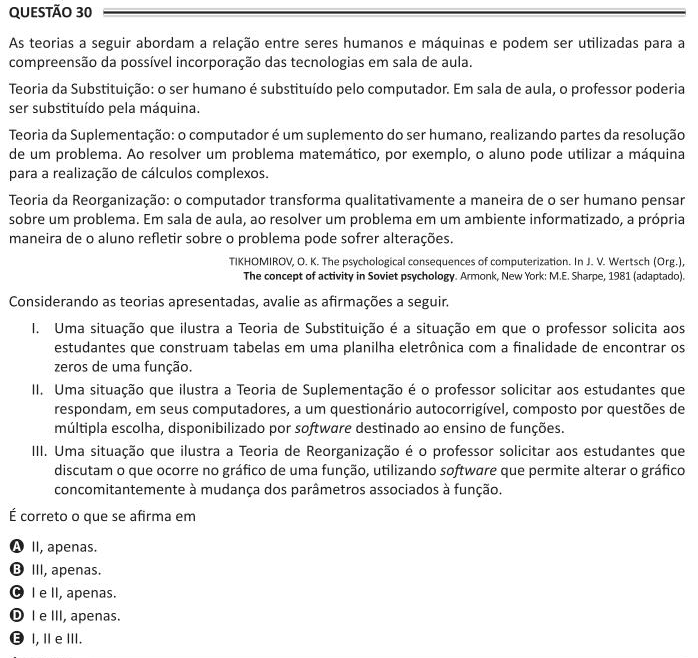 QUESTÃO 30
As teorias a seguir abordam a relação entre seres humanos e máquinas e podem ser utilizadas para a
compreensão da possível incorporação das tecnologias em sala de aula.
Teoria da Substituição: o ser humano é substituído pelo computador. Em sala de aula, o professor poderia
ser substituído pela máquina.
Teoria da Suplementação: o computador é um suplemento do ser humano, realizando partes da resolução
de um problema. Ao resolver um problema matemático, por exemplo, o aluno pode utilizar a máquina
para a realização de cálculos complexos.
Teoria da Reorganização: o computador transforma qualitativamente a maneira de o ser humano pensar
sobre um problema. Em sala de aula, ao resolver um problema em um ambiente informatizado, a própria
maneira de o aluno refletir sobre o problema pode sofrer alterações.
TIKHOMIROV, O. K. The psychological consequences of computerization. In J. V. Wertsch (Org.),
The concept of activity in Soviet psychology. Armonk, New York: M.E. Sharpe, 1981 (adaptado).
Considerando as teorias apresentadas, avalie as afirmações a seguir.
I. Uma situação que ilustra a Teoria de Substituição é a situação em que o professor solicita aos
estudantes que construam tabelas em uma planilha eletrônica com a finalidade de encontrar os
zeros de uma função.
II. Uma situação que ilustra a Teoria de Suplementação é o professor solicitar aos estudantes que
respondam, em seus computadores, a um questionário autocorrigível, composto por questões de
múltipla escolha, disponibilizado por software destinado ao ensino de funções.
III. Uma situação que ilustra a Teoria de Reorganização é o professor solicitar aos estudantes que
discutam o que ocorre no gráfico de uma função, utilizando software que permite alterar o gráfico
concomitantemente à mudança dos parâmetros associados à função.
É correto o que se afirma em
A II, apenas.
B III, apenas.
C I e II, apenas.
D I e III, apenas.
E I, II e III.